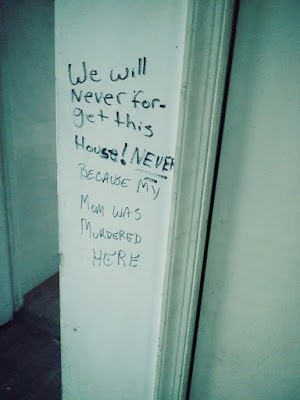 We will
Never for-
get this
House! NEVER
BECAUSE MY
MOM WAS
MURDERED
HERE